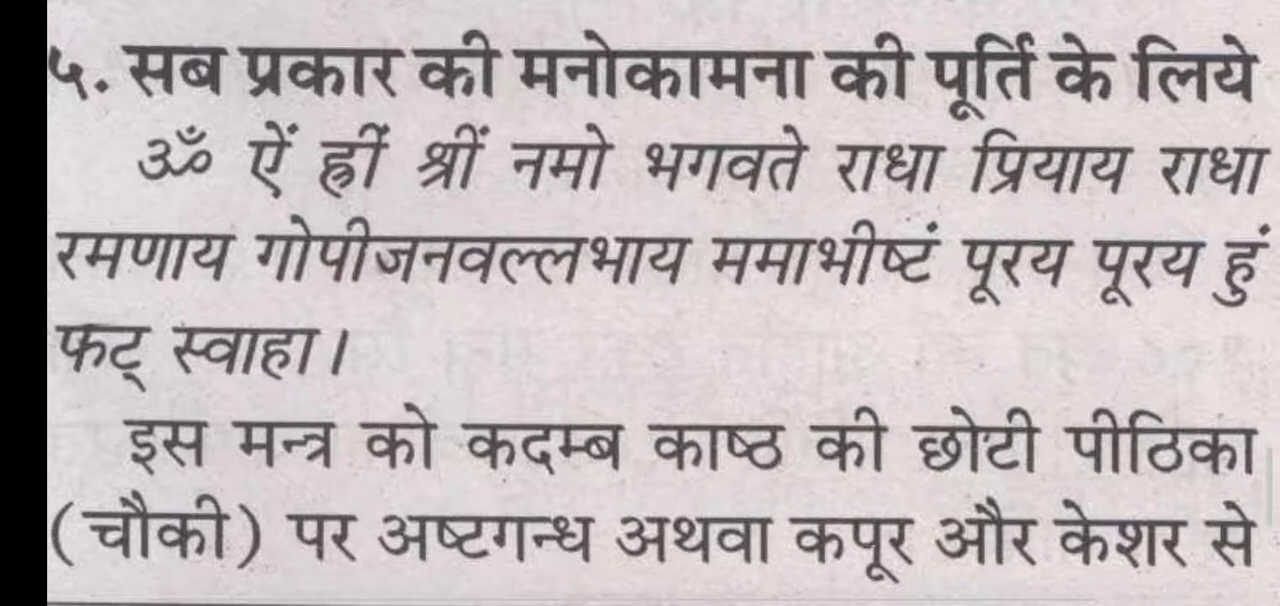 ५. सब प्रकार की मनोकामना की पूर्ति के लिये
ॐ ऐं ह्रीं श्रीं नमो भगवते राधा प्रियाय राधा
रमणाय गोपीजनवल्लभाय ममाभीष्टं पूरय पूरय हुं
फट् स्वाहा।
इस मन्त्र को कदम्ब काष्ठ की छोटी पीठिका
(चौकी) पर अष्टगन्ध अथवा कपूर और केशर से